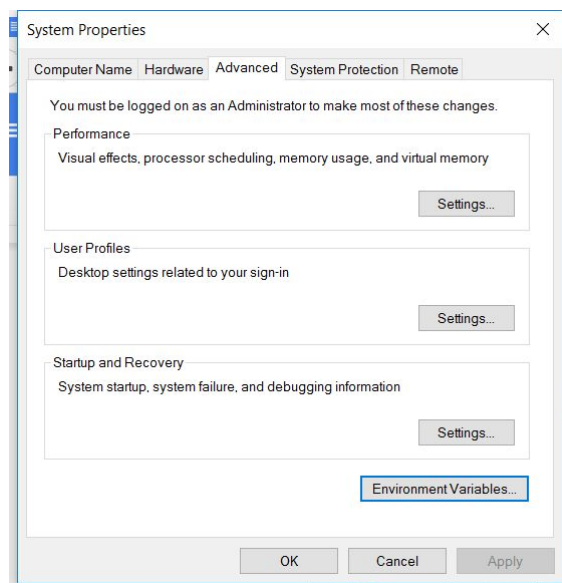 System Properties
Computer Name Hardware Advanced System Protection Remote
You must be logged on as an Administrator to make most of these changes.
Performance
Visual effects, processor scheduling, memory usage, and virtual memory
Settings...
User Profiles
Desktop settings related to your sign-in
Settings...
Startup and Recovery
System startup, system failure, and debugging information
Settings...
Environment Variables...
OK Cancel Apply